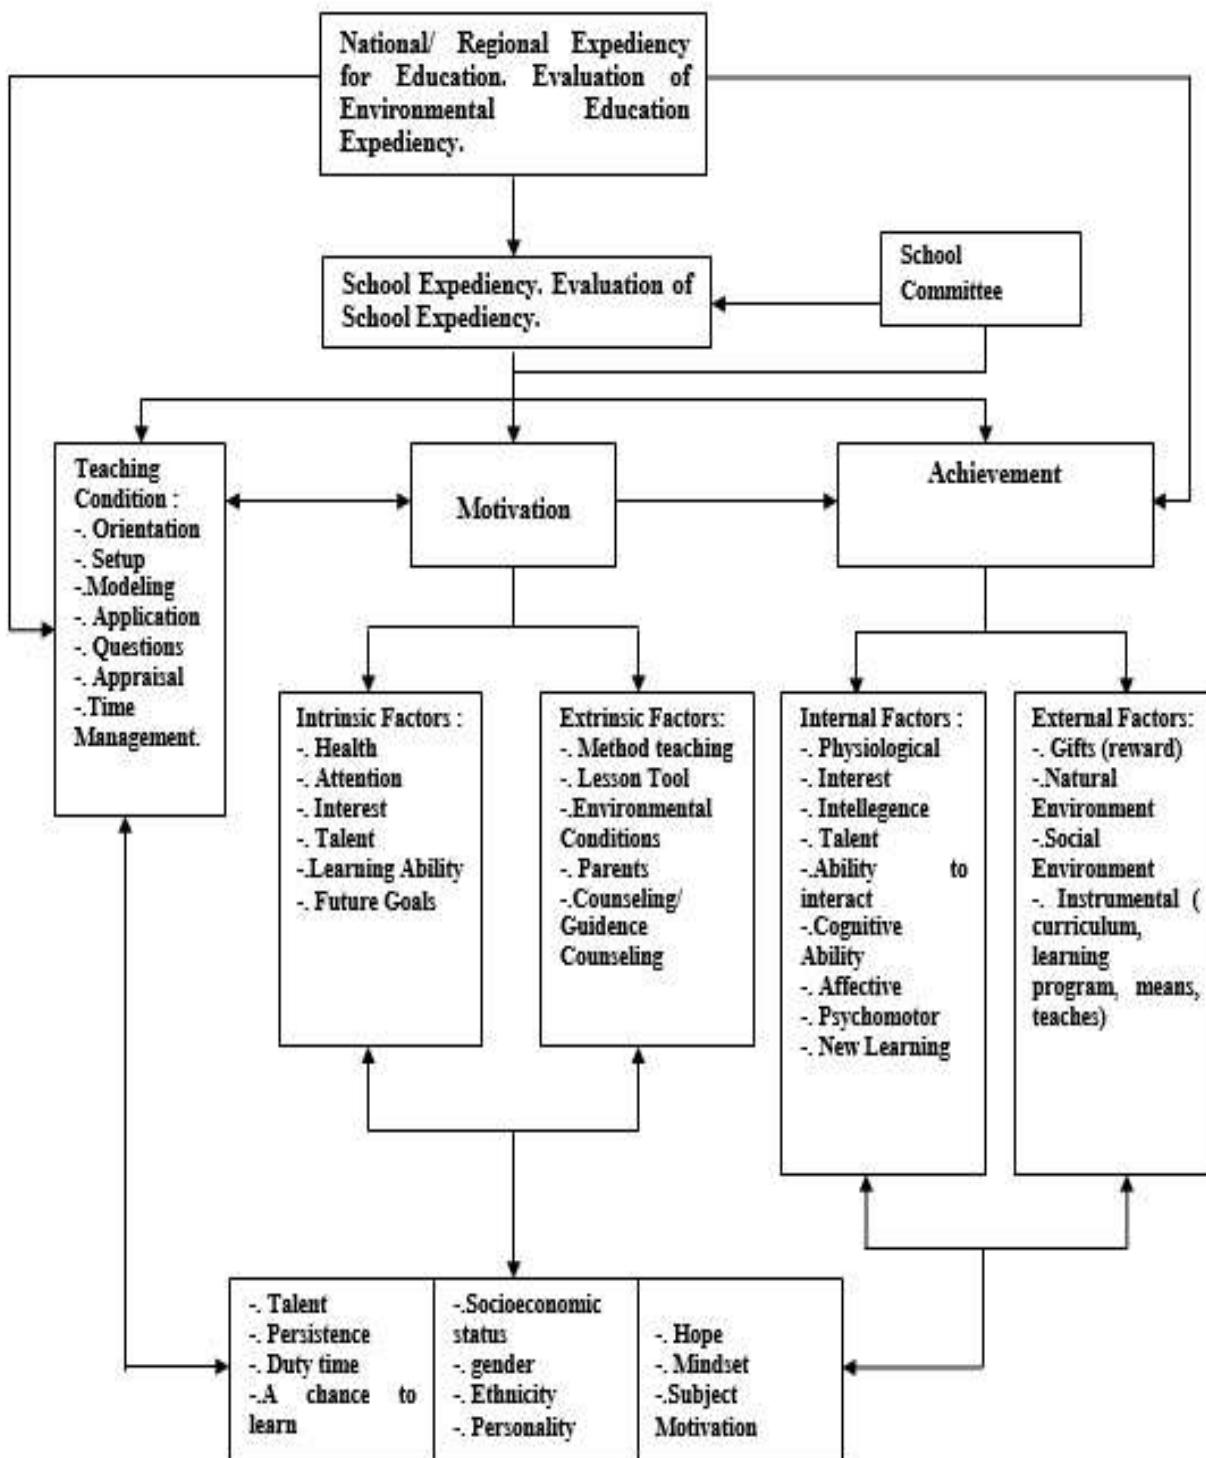 National/ Regional Expediency
for Education. Evaluation of
Environmental Education
Expediency.
School
Committee
School Expediency. Evaluation of
School Expediency.
Teaching
Condition :
-. Orientation
-. Setup
-.Modeling
-. Application
-. Questions
-. Appraisal
-.Time
Management.
Motivation
Achievement
Intrinsic Factors :
-. Health
-. Attention
-. Interest
-. Talent
-.Learning Ability
-. Future Goals
Extrinsic Factors:
-. Method teaching
-. Lesson Tool
-.Environmental
Conditions
-. Parents
-.Counseling/
Guidence
Counseling
Internal Factors :
-. Physiological
-. Interest
-. Intellegence
-. Talent
-.Ability to
interact
-.Cognitive
Ability
-. Affective
-. Psychomotor
-. New Learning
External Factors:
-. Gifts (reward)
-.Natural
Environment
-.Social
Environment
-. Instrumental (
curriculum,
learning
program, means,
teaches)
-. Talent
-. Persistence
-. Duty time
-.A chance to
learn
-.Socioeconomic
status
-. gender
-. Ethnicity
-. Personality
-. Hope
-. Mindset
-.Subject
Motivation